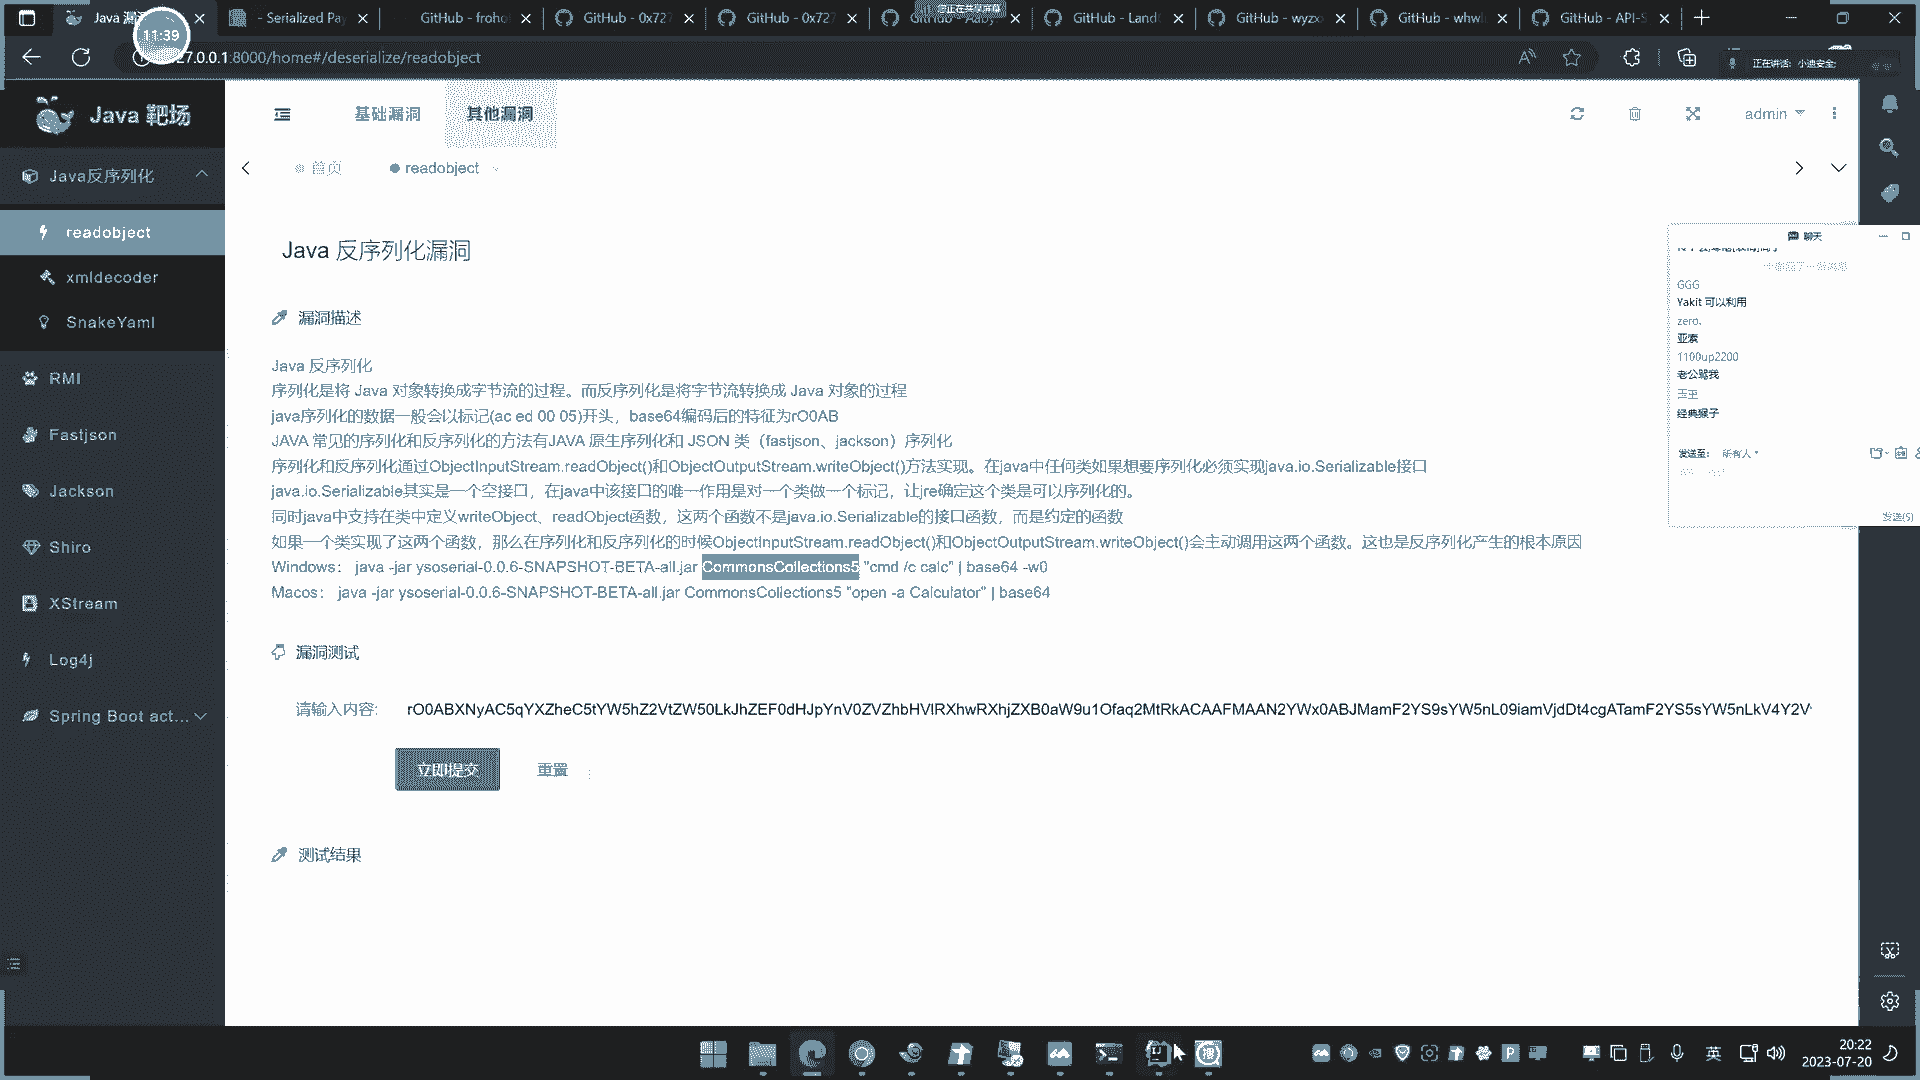 - Serialized Pay
GitHub - froho
GitHub - 0x727
GitHub - 0x727
GitHub - LandG
GitHub - wyzxx
GitHub - whwl
GitHub - API-S
11:39
27.0.0.1:8000/home#/deserialize/readobject
正在讲话: 小迪安全;
Java 靶场
基础漏洞
其他漏洞
admin
Java反序列化
首页
readobject
readobject
xmldecoder
SnakeYaml
RMI
Fastjson
Jackson
Shiro
XStream
Log4j
Spring Boot act...
Java 反序列化漏洞
漏洞描述
Java 反序列化
序列化是将 Java 对象转换成字节流的过程。而反序列化是将字节流转换成 Java 对象的过程
java序列化的数据一般会以标记(ac ed 00 05)开头，base64编码后的特征为rO0AB
JAVA 常见的序列化和反序列化的方法有JAVA 原生序列化和 JSON 类（fastjson、jackson）序列化
序列化和反序列化通过ObjectInputStream.readObject()和ObjectOutputStream.writeObject()方法实现。在java中任何类如果想要序列化必须实现java.io.Serializable接口
java.io.Serializable其实是一个空接口，在java中该接口的唯一作用是对一个类做一个标记，让jre确定这个类是可以序列化的。
同时java中支持在类中定义writeObject、readObject函数，这两个函数不是java.io.Serializable的接口函数，而是约定的函数
如果一个类实现了这两个函数，那么在序列化和反序列化的时候ObjectInputStream.readObject()和ObjectOutputStream.writeObject()会主动调用这两个函数。这也是反序列化产生的根本原因
Windows： java -jar ysoserial-0.0.6-SNAPSHOT-BETA-all.jar CommonsCollections5 "cmd /c calc" | base64 -w0
Macos： java -jar ysoserial-0.0.6-SNAPSHOT-BETA-all.jar CommonsCollections5 "open -a Calculator" | base64
漏洞测试
请输入内容:
rO0ABXNyAC5qYXZheC5tYW5hZ2VtZW50LkJhZEF0dHJpYnV0ZVZhbHVlRXhwRXhjZXB0aW9u1Ofaq2MtRkACAAFMAAN2YWx0ABJMamF2YS9sYW5nL09iamVjdDt4cgATamF2YS5sYW5nLkV4Y2V
立即提交
重置
测试结果
聊天
GGG
Yakit 可以利用
zero、
亚索
1100up2200
老公骂我
经典猴子
发送至: 所有人
发送(S)
英
20:22
2023-07-20